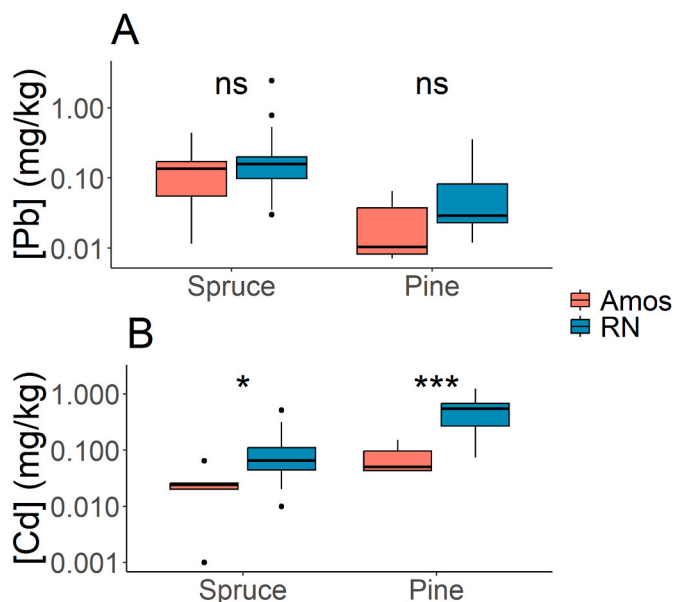 A
[Pb] (mg/kg)
1.00
0.10
0.01
ns
ns
Spruce
Pine
Amos
RN
B
[Cd] (mg/kg)
1.000
0.100
0.010
0.001
*
***
Spruce
Pine